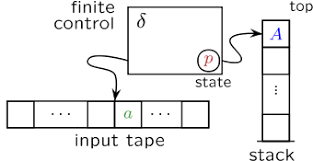 top
finite
control
δ
A
p
state
⋮
⋯ a ⋯
input tape
stack